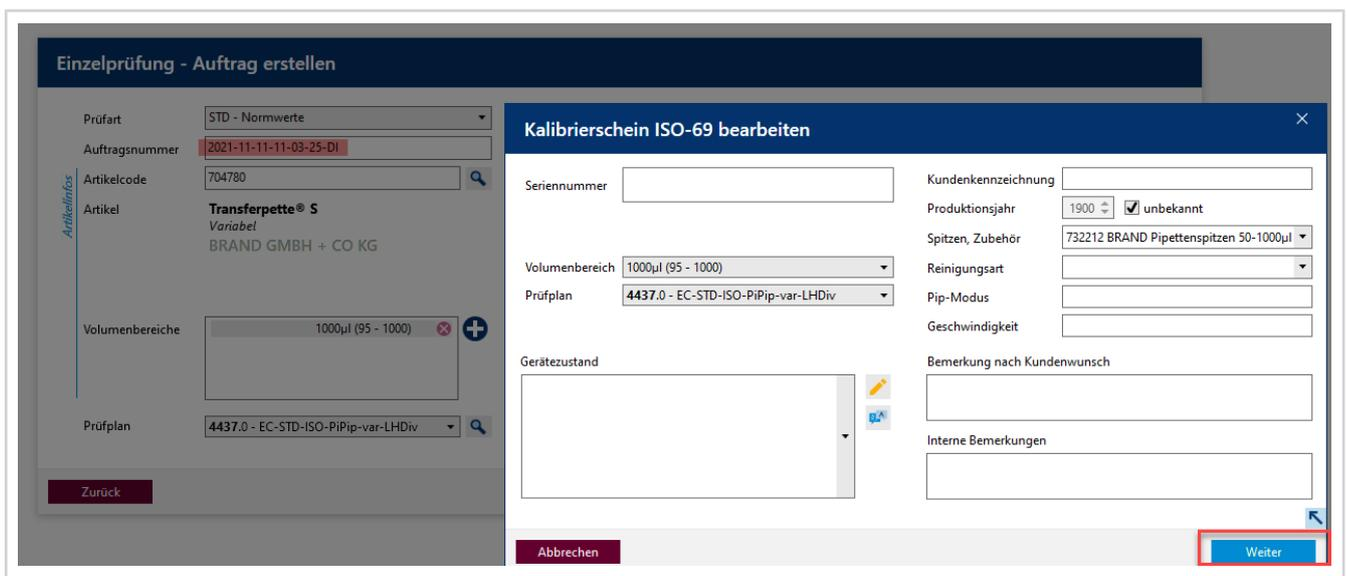 Einzelprüfung - Auftrag erstellen
Prüfart
STD - Normwerte
Auftragsnummer
2021-11-11-11-03-25-DI
Artikelinfos
Artikelcode
704780
Artikel
Transferpette® S
Variabel
BRAND GMBH + CO KG
Volumenbereiche
1000µl (95 - 1000)
Prüfplan
4437.0 - EC-STD-ISO-PiPip-var-LHDiv
Zurück
Kalibrierschein ISO-69 bearbeiten
Seriennummer
Volumenbereich
1000µl (95 - 1000)
Prüfplan
4437.0 - EC-STD-ISO-PiPip-var-LHDiv
Gerätezustand
Kundenkennzeichnung
Produktionsjahr
1900
unbekannt
Spitzen, Zubehör
732212 BRAND Pipettenspitzen 50-1000µl
Reinigungsart
Pip-Modus
Geschwindigkeit
Bemerkung nach Kundenwunsch
Interne Bemerkungen
Abbrechen
Weiter